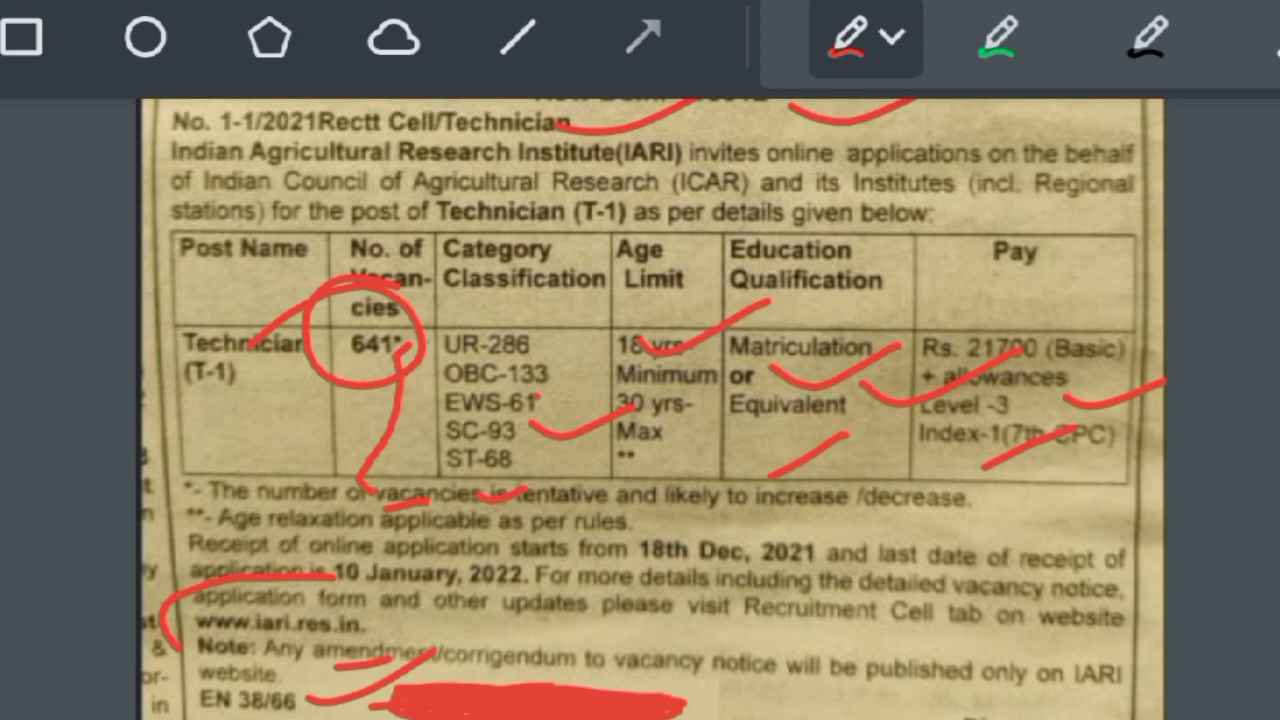 No. 1-1/2021Rectt Cell/Technician
Indian Agricultural Research Institute(IARI) invites online applications on the behalf
of Indian Council of Agricultural Research (ICAR) and its Institutes (incl. Regional
stations) for the post of Technician (T-1) as per details given below:
Post Name No. of Vacan-cies Category Classification Age Limit Education Qualification Pay
Technician (T-1) 641* UR-286 OBC-133 EWS-61 SC-93 ST-68 18 yrs Minimum 30 yrs- Max ** Matriculation or Equivalent Rs. 21700 (Basic) + allowances Level -3 Index-1(7th CPC)
*- The number of vacancies is tentative and likely to increase /decrease.
**- Age relaxation applicable as per rules.
Receipt of online application starts from 18th Dec, 2021 and last date of receipt of
application is 10 January, 2022. For more details including the detailed vacancy notice,
application form and other updates please visit Recruitment Cell tab on website
www.iari.res.in.
Note: Any amendment/corrigendum to vacancy notice will be published only on IARI
website.
EN 38/66